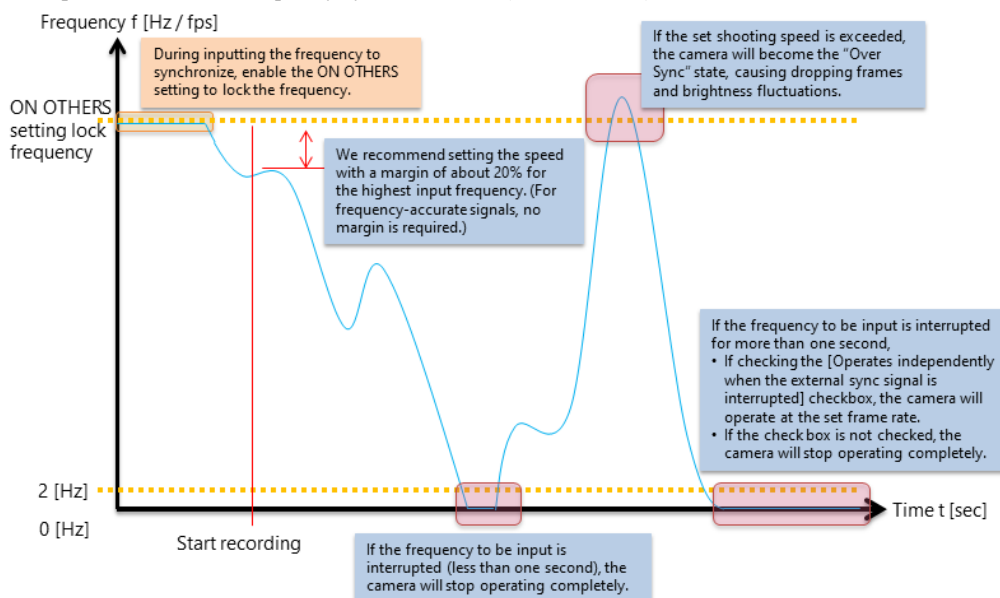 Frequency f [Hz / fps]
During inputting the frequency to
synchronize, enable the ON OTHERS
setting to lock the frequency.
If the set shooting speed is exceeded,
the camera will become the “Over
Sync” state, causing dropping frames
and brightness fluctuations.
ON OTHERS
setting lock
frequency
We recommend setting the speed
with a margin of about 20% for
the highest input frequency. (For
frequency-accurate signals, no
margin is required.)
If the frequency to be input is interrupted
for more than one second,
• If checking the [Operates independently
when the external sync signal is
interrupted] checkbox, the camera will
operate at the set frame rate.
• If the check box is not checked, the
camera will stop operating completely.
2 [Hz]
0 [Hz]
Time t [sec]
Start recording
If the frequency to be input is
interrupted (less than one second), the
camera will stop operating completely.